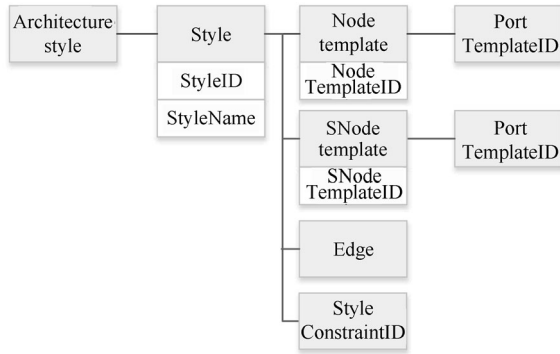 Architecture
style
Style
StyleID
StyleName
Node
template
Node
TemplateID
Port
TemplateID
SNode
template
SNode
TemplateID
Port
TemplateID
Edge
Style
ConstraintID